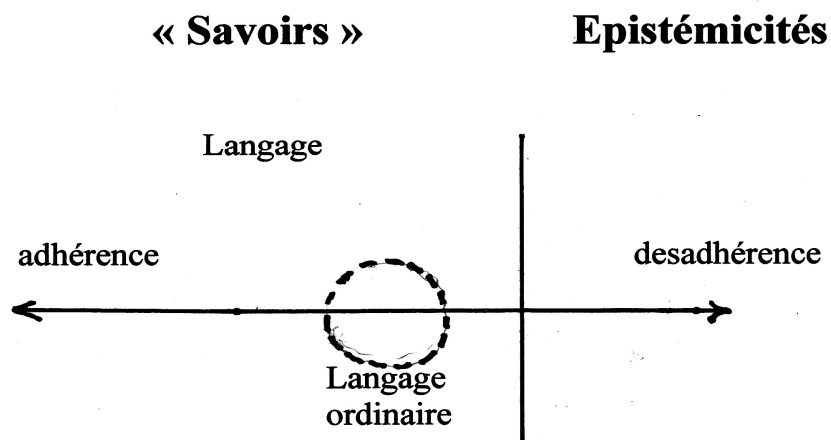 « Savoirs »
Epistémicités
Langage
adhérence
desadhérence
Langage
ordinaire